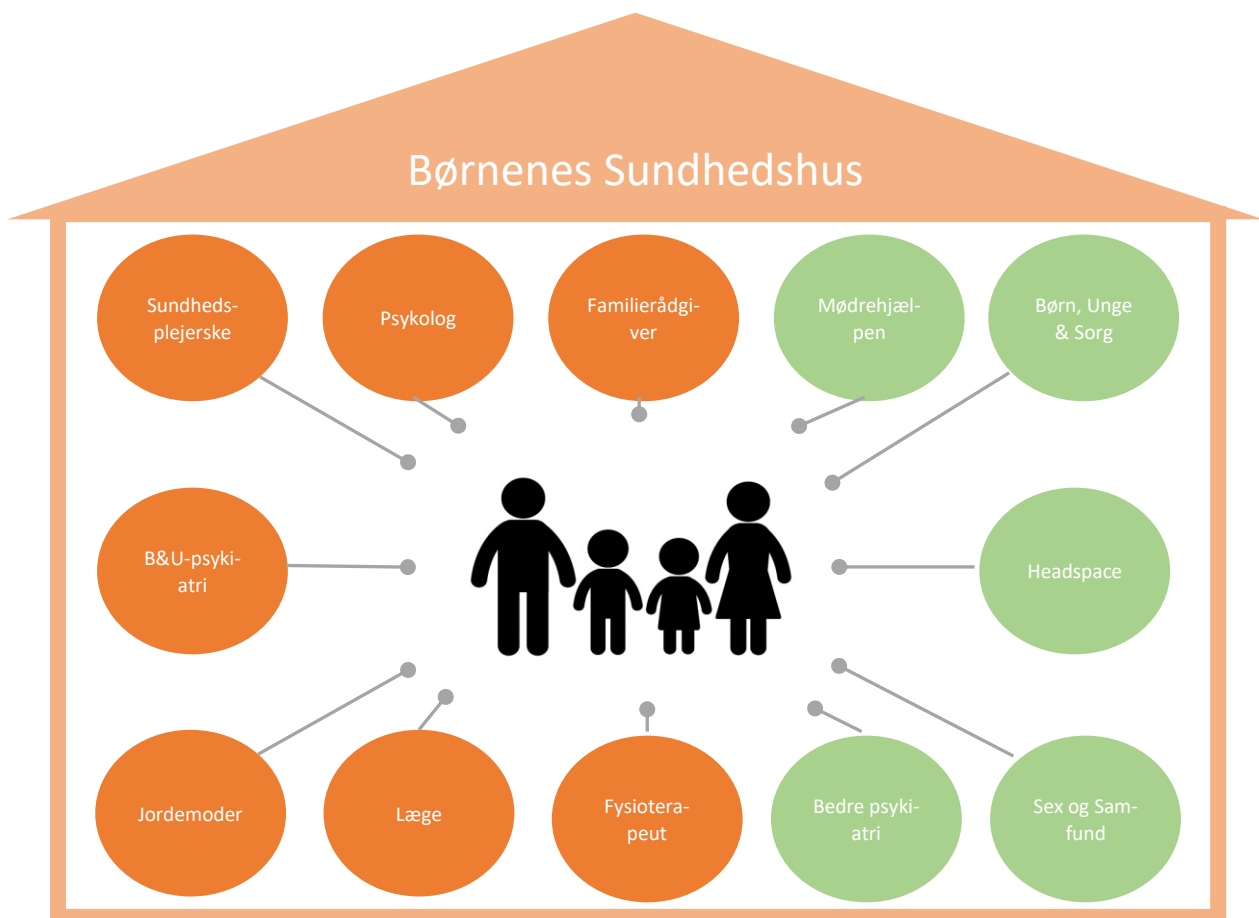 Børnenes Sundhedshus
Sundheds-
plejerske
Psykolog
Familierådgi-
ver
Mødrehjæl-
pen
Børn, Unge
& Sorg
B&U-psyki-
atri
Headspace
Jordemoder
Læge
Fysiotera-
peut
Bedre psyki-
atri
Sex og Sam-
fund